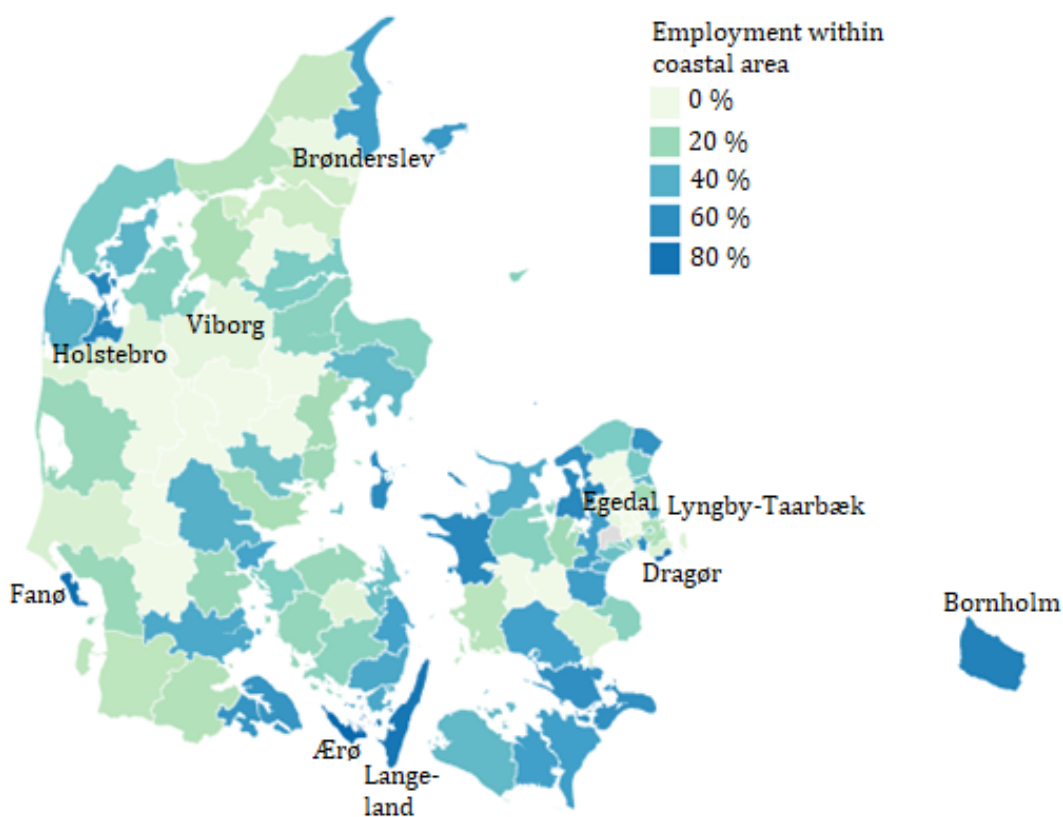 Employment within
coastal area
0 %
20 %
40 %
60 %
80 %
Brønderslev
Viborg
Holstebro
Egedal
Lyngby-Taarbæk
Dragør
Fanø
Bornholm
Ærø
Lange-
land